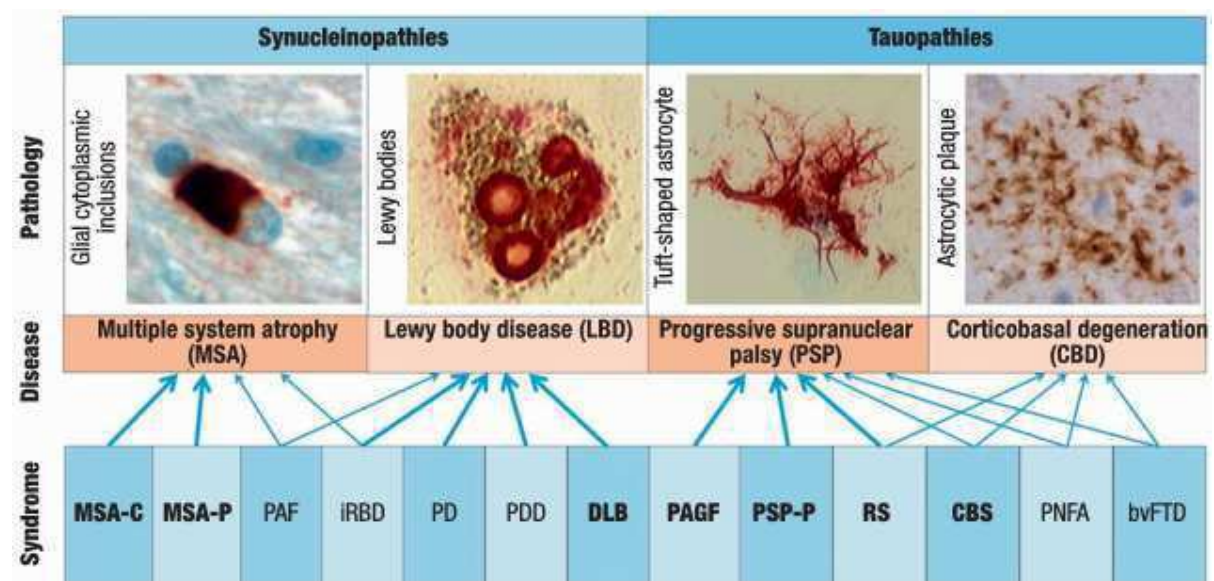 Synucleinopathies
Tauopathies
Pathology
Glial cytoplasmic
inclusions
Lewy bodies
Tuft-shaped astrocyte
Astrocytic plaque
Disease
Multiple system atrophy
(MSA)
Lewy body disease (LBD)
Progressive supranuclear
palsy (PSP)
Corticobasal degeneration
(CBD)
Syndrome
MSA-C
MSA-P
PAF
iRBD
PD
PDD
DLB
PAGF
PSP-P
RS
CBS
PNFA
bvFTD